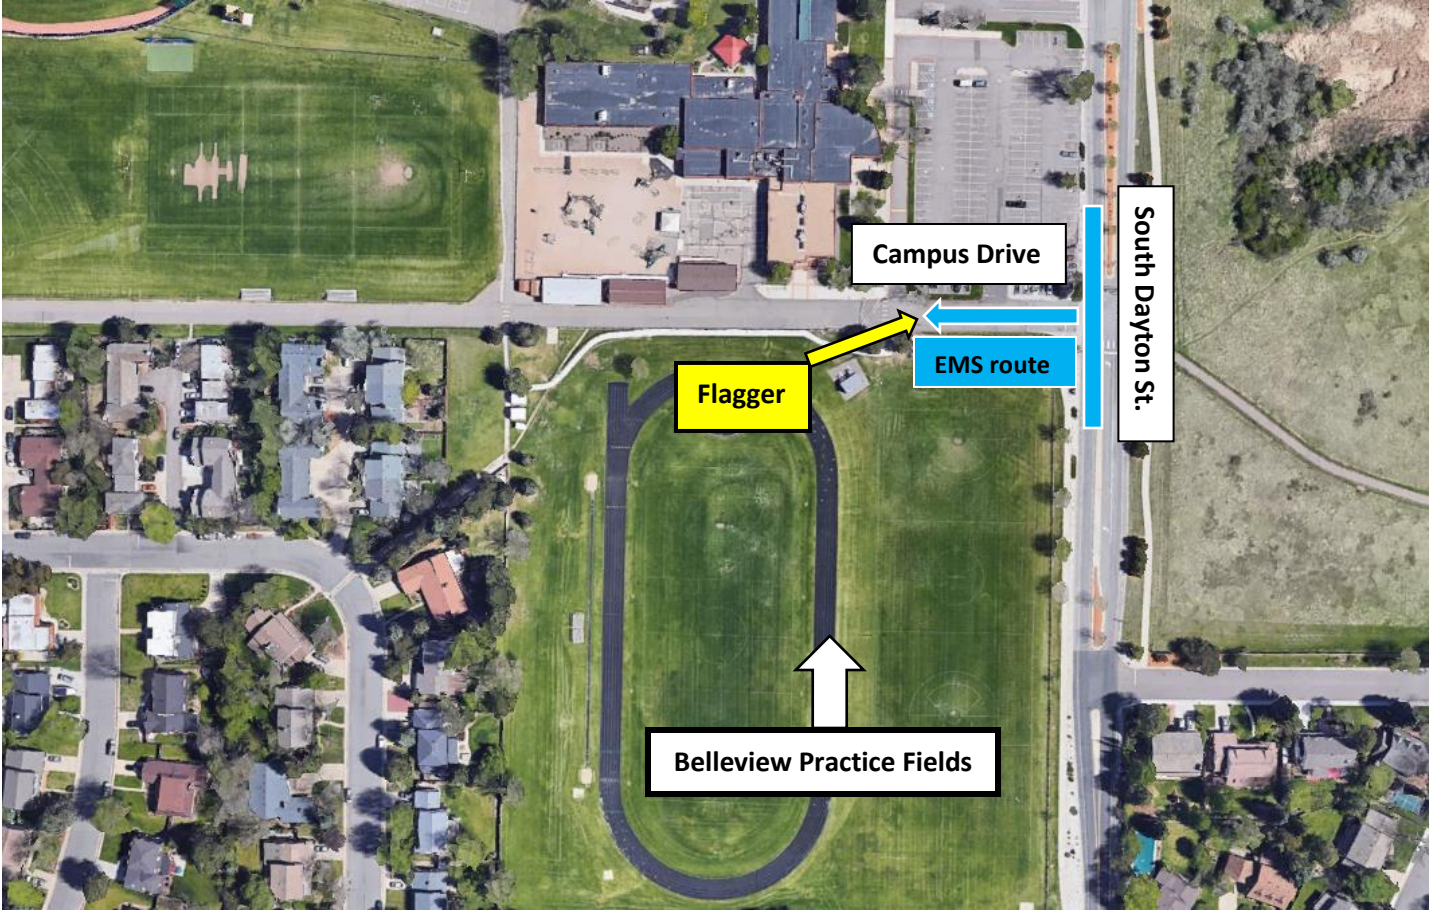 Campus Drive
South Dayton St.
EMS route
Flagger
Belleview Practice Fields